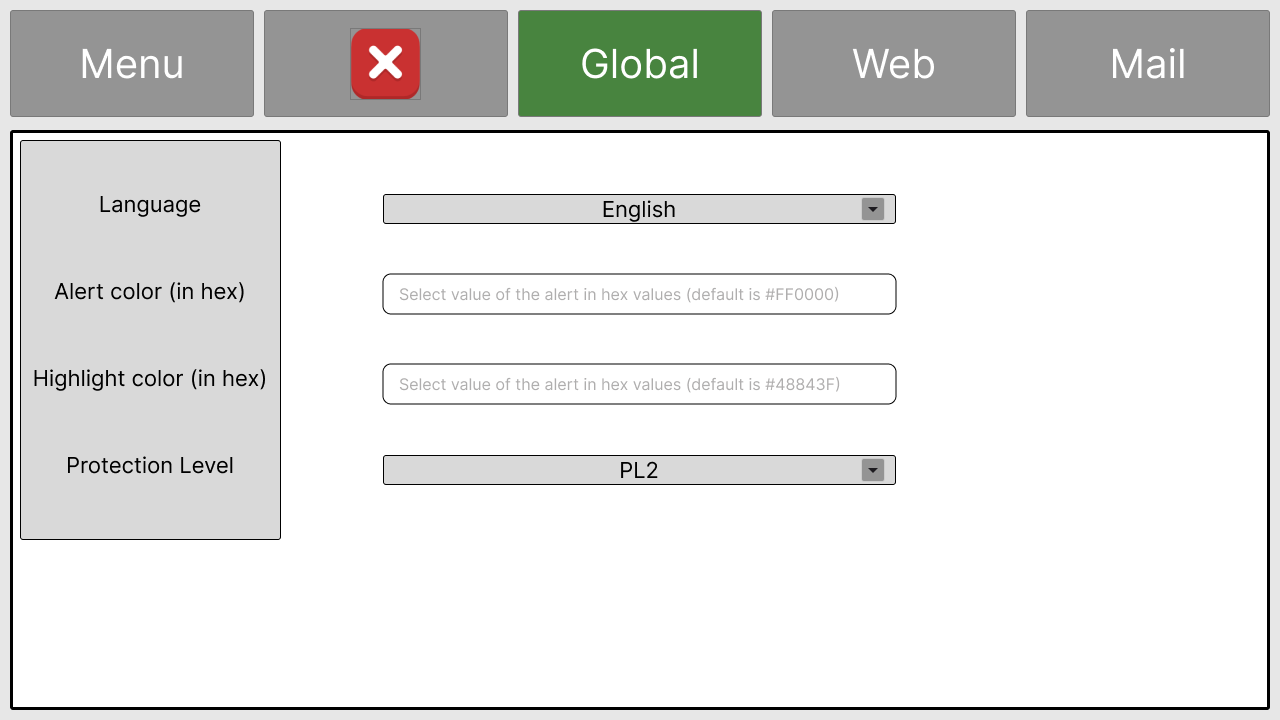 Menu
Global
Web
Mail
Language
English
Alert color (in hex)
Select value of the alert in hex values (default is #FF0000)
Highlight color (in hex)
Select value of the alert in hex values (default is #48843F)
Protection Level
PL2